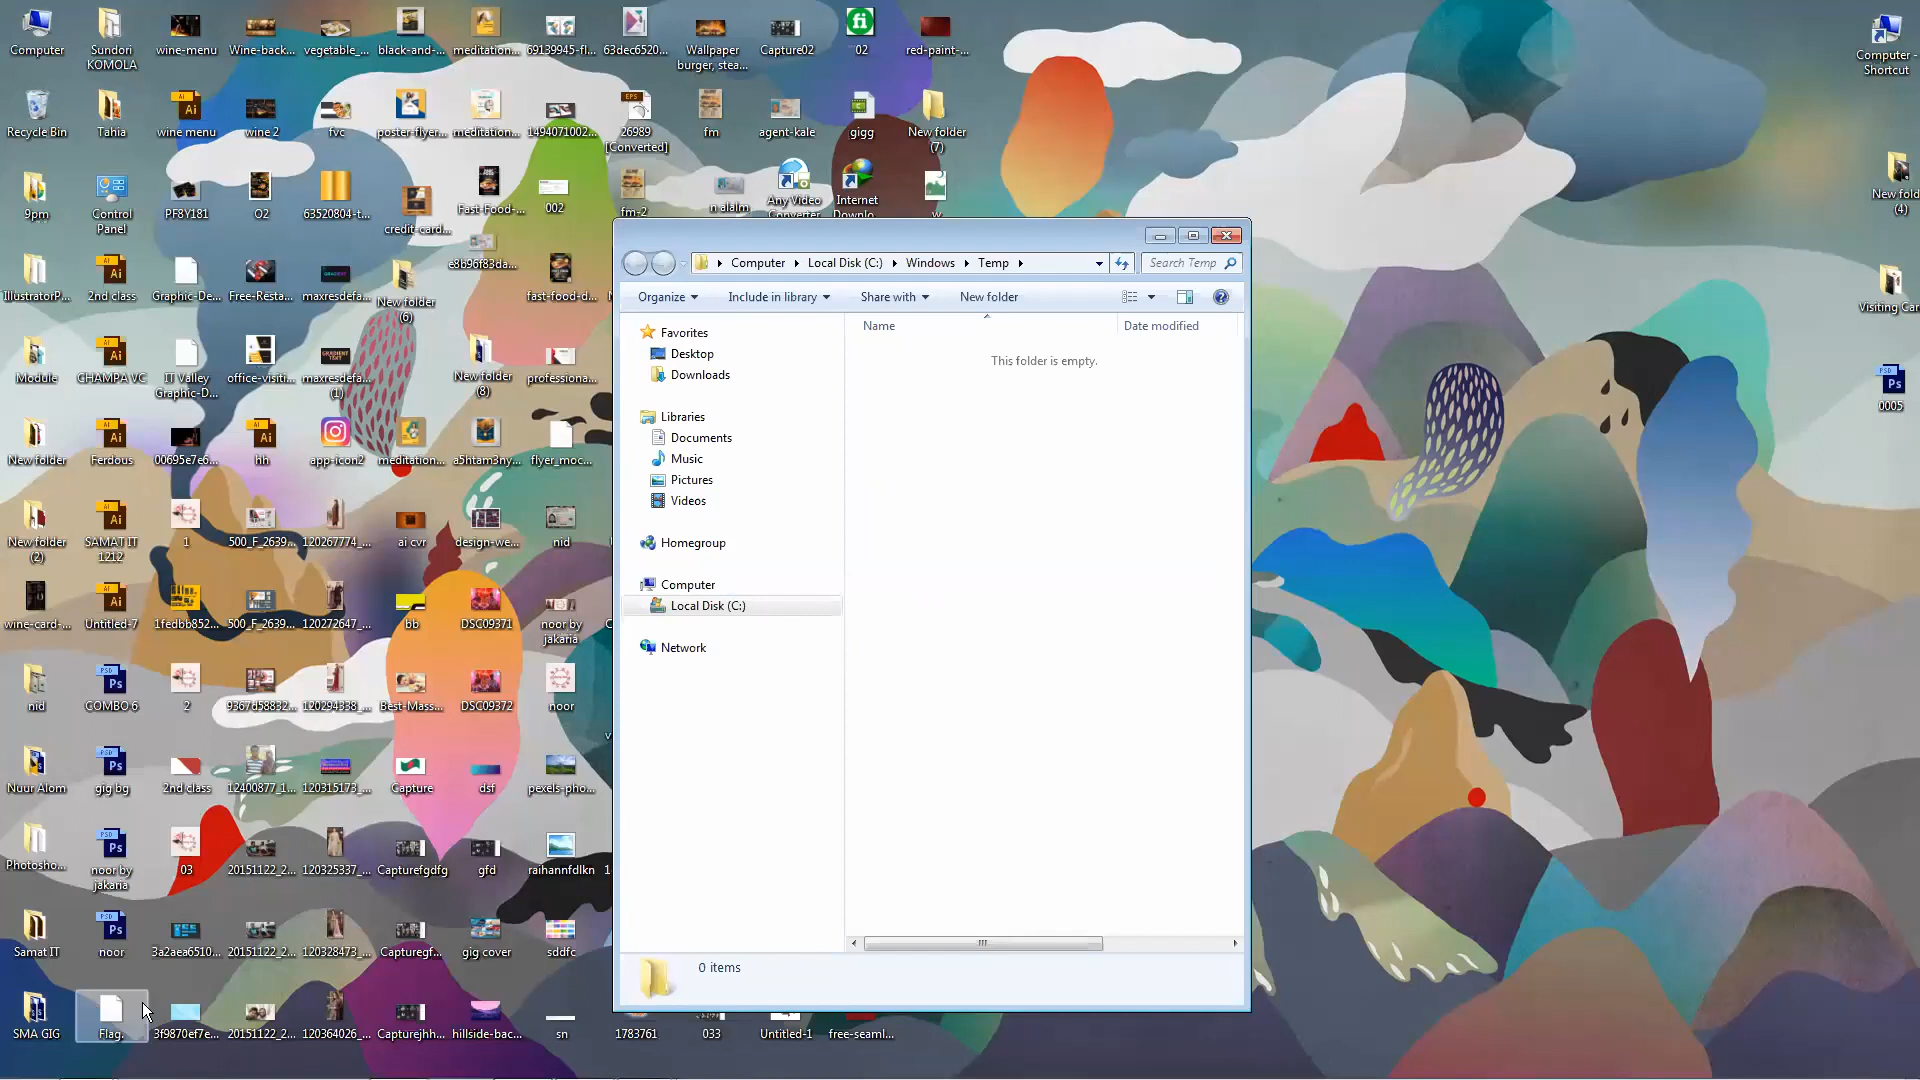 Computer
Sundori
KOMOLA
wine-menu
Wine-back...
vegetable_...
black-and-...
meditation...
69139945-fl...
63dec6520...
Wallpaper
burger, stea...
Capture02
02
red-paint-...
Computer -
Shortcut
Recycle Bin
Tahia
wine menu
wine 2
fvc
poster-flyer...
meditation...
1494071002...
26989
[Converted]
fm
agent-kale
gigg
New folder
(7)
9pm
Control
Panel
PF8Y181
O2
63520804-t...
credit-card...
Fast-Food-...
002
fm-2
n alaim
Any Video
Converter
Internet
Downlo...
w
New fold
(4)
IllustratorP...
2nd class
Graphic-De...
Free-Resta...
maxresdefa...
New folder
(6)
e8b96f83da...
fast-food-d...
Visiting Car
Module
CHAMPA VC
IT Valley
Graphic-D...
office-visiti...
maxresdefa...
(1)
New folder
(8)
professiona...
0005
New folder
Ferdous
00695e7e6...
hh
app-icon2
meditation...
a5htam3ny...
flyer_moc...
New folder
(2)
SAMAT IT
1212
1
500_F_2639...
120267774_...
ai cvr
design-we...
nid
wine-card-...
Untitled-7
1fedbb852...
500_F_2639...
120272647_...
bb
DSC09371
noor by
jakaria
nid
COMBO 6
2
9367d58832...
120294338_...
Best-Mass...
DSC09372
noor
Nuur Alom
gig bg
2nd class
12400877_1...
120315173_...
Capture
dsf
pexels-pho...
Photosho...
noor by
jakaria
03
20151122_2...
120325337_...
Capturefgdfg
gfd
raihannfdlkn
1
Samat IT
noor
3a2aea6510...
20151122_2...
120328473_...
Capturegf...
gig cover
sddfc
SMA GIG
Flag.
3f9870ef7e...
20151122_2...
120364026_...
Capturejhh...
hillside-bac...
sn
1783761
033
Untitled-1
free-seaml...
Computer
Local Disk (C:)
Windows
Temp
Search Temp
Organize
Include in library
Share with
New folder
Favorites
Desktop
Downloads
Libraries
Documents
Music
Pictures
Videos
Homegroup
Computer
Local Disk (C:)
Network
Name
Date modified
This folder is empty.
0 items